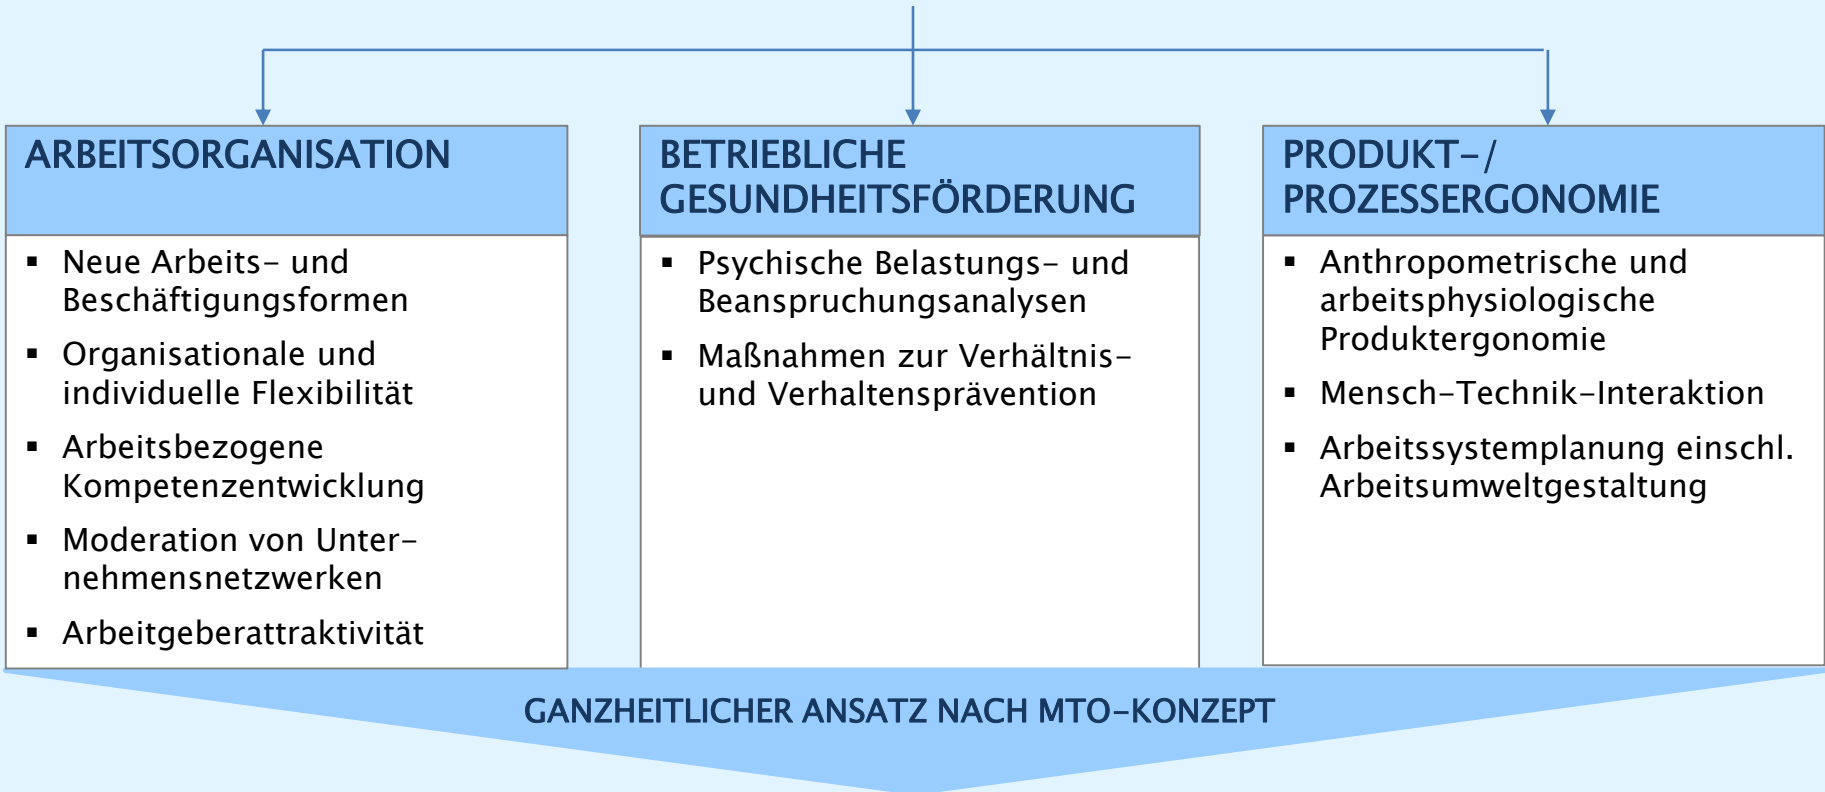 ARBEITSORGANISATION
▪ Neue Arbeits- und
Beschäftigungsformen
▪ Organisationale und
individuelle Flexibilität
▪ Arbeitsbezogene
Kompetenzentwicklung
▪ Moderation von Unter-
nehmensnetzwerken
▪ Arbeitgeberattraktivität
BETRIEBLICHE
GESUNDHEITSFÖRDERUNG
▪ Psychische Belastungs- und
Beanspruchungsanalysen
▪ Maßnahmen zur Verhältnis-
und Verhaltensprävention
PRODUKT-/
PROZESSERGONOMIE
▪ Anthropometrische und
arbeitsphysiologische
Produktergonomie
▪ Mensch-Technik-Interaktion
▪ Arbeitssystemplanung einschl.
Arbeitsumweltgestaltung
GANZHEITLICHER ANSATZ NACH MTO-KONZEPT